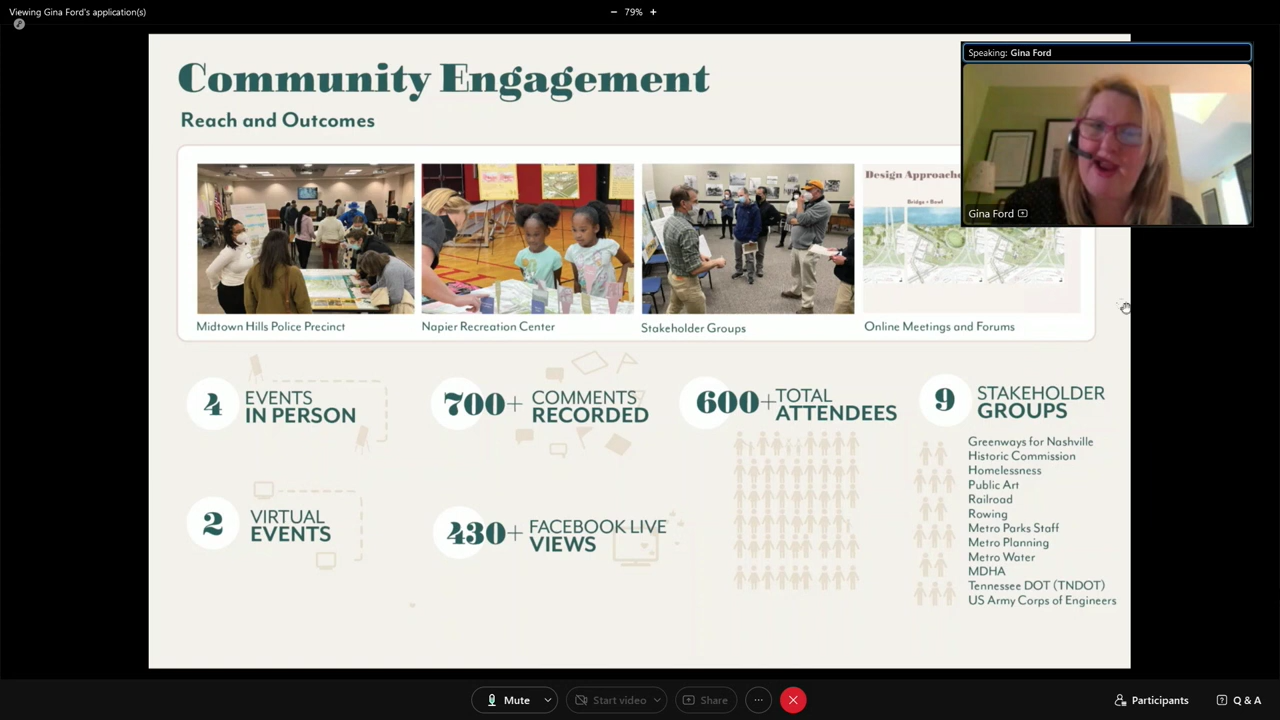 Viewing Gina Ford's application(s)
− 79% +
Community Engagement
Speaking: Gina Ford
Reach and Outcomes
Design Approache
Bridge + Bowl
Gina Ford
Midtown Hills Police Precinct
Napier Recreation Center
Stakeholder Groups
Online Meetings and Forums
4 EVENTS
IN PERSON
700+ COMMENTS
RECORDED
600+ TOTAL
ATTENDEES
9 STAKEHOLDER
GROUPS
Greenways for Nashville
Historic Commission
Homelessness
Public Art
Railroad
Rowing
Metro Parks Staff
Metro Planning
Metro Water
MDHA
Tennessee DOT (TNDOT)
US Army Corps of Engineers
2 VIRTUAL
EVENTS
430+ FACEBOOK LIVE
VIEWS
Mute
Start video
Share
Participants
Q & A